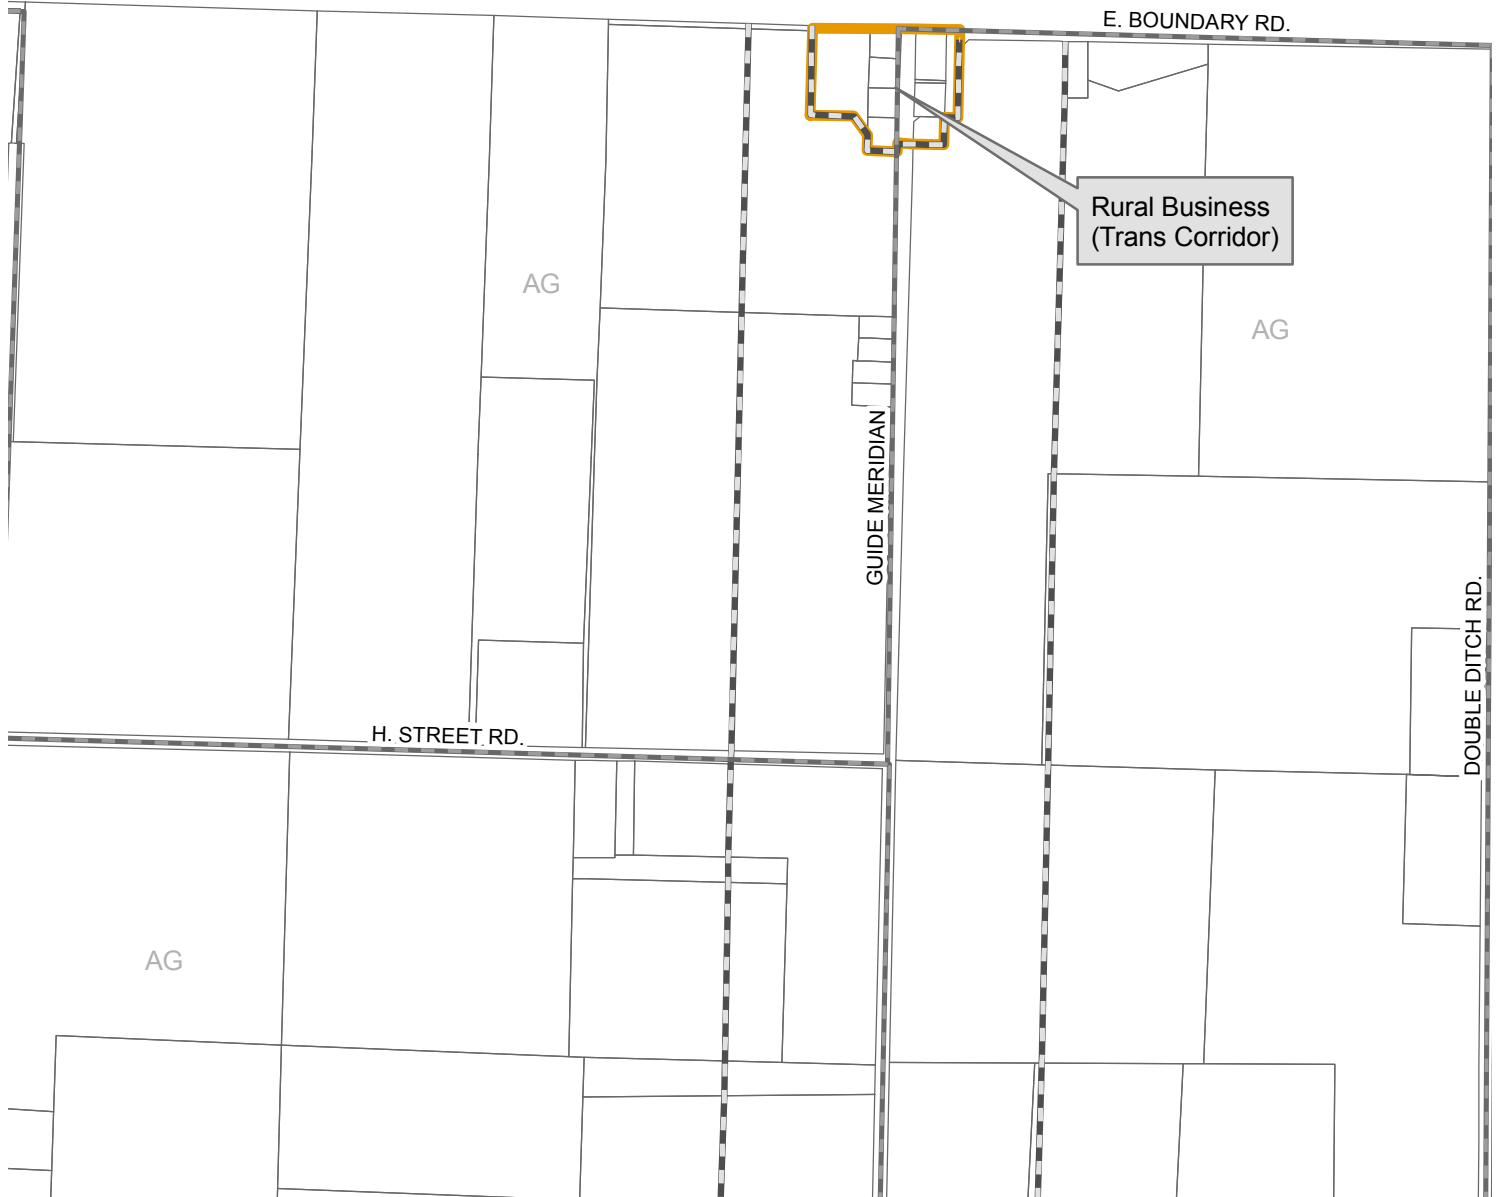 E. BOUNDARY RD.
Rural Business
(Trans Corridor)
AG
AG
GUIDE MERIDIAN
DOUBLE DITCH RD.
H. STREET RD.
AG